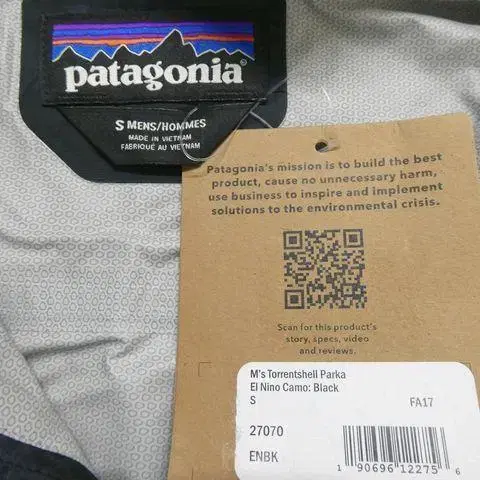 patagonia®
S MENS/HOMMES
MADE IN VIETNAM
FABRIQUÉ AU VIETNAM
Patagonia's mission is to build the best
product, cause no unnecessary harm,
use business to inspire and implement
solutions to the environmental crisis.
Scan for this product's
story, specs, video
and reviews.
M's Torrentshell Parka
El Nino Camo: Black
S FA17
27070
ENBK
1 90696 12275 6